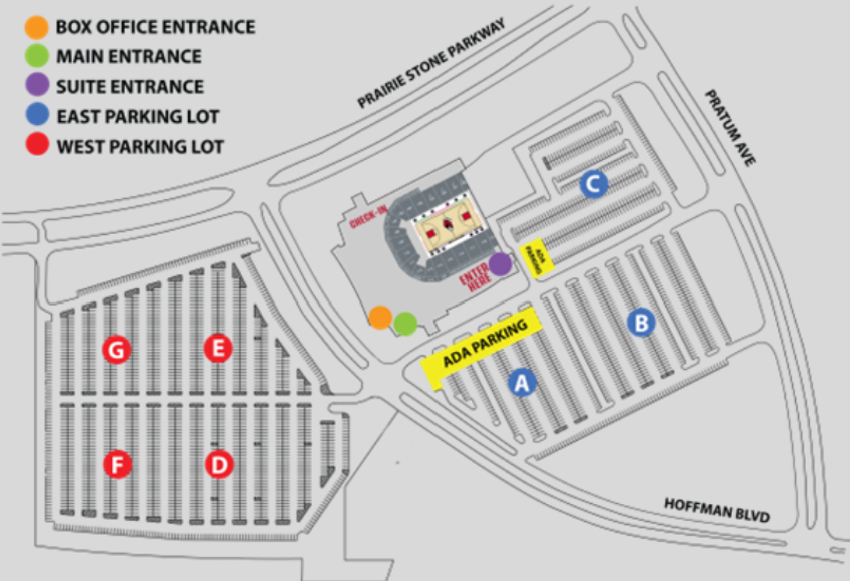 BOX OFFICE ENTRANCE
MAIN ENTRANCE
SUITE ENTRANCE
EAST PARKING LOT
WEST PARKING LOT
PRAIRIE STONE PARKWAY
PRATUM AVE
C
CHECK-IN
ADA
PARKING
ENTER
HERE
B
ADA PARKING
A
G
E
F
D
HOFFMAN BLVD